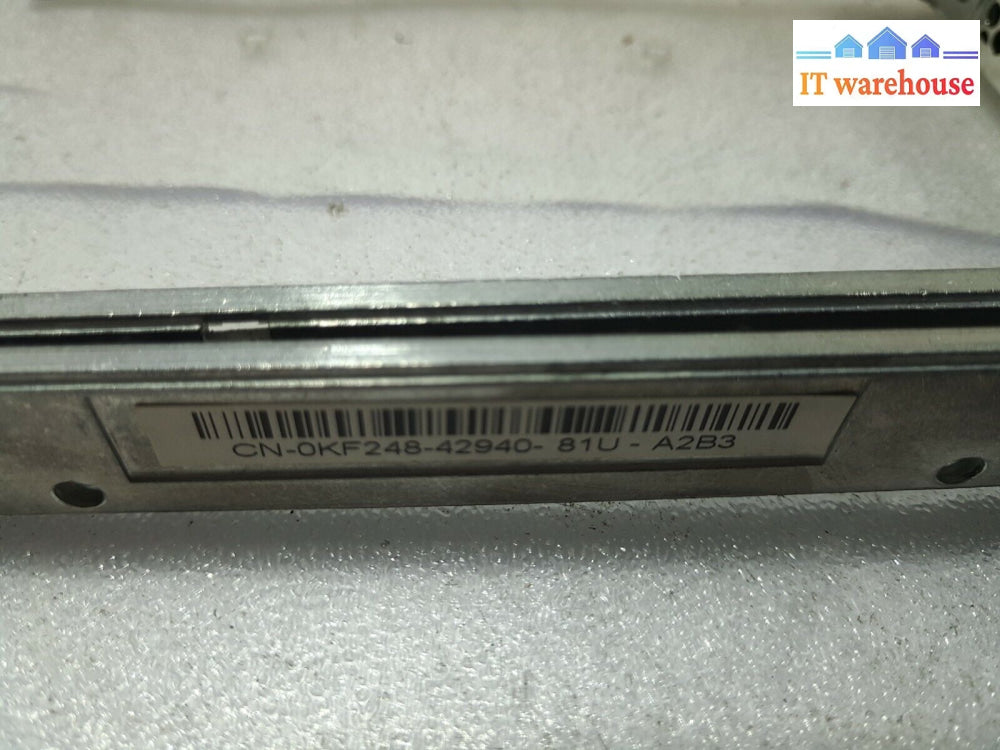 IT warehouse
CN-0KF248-42940- 81U - A2B3